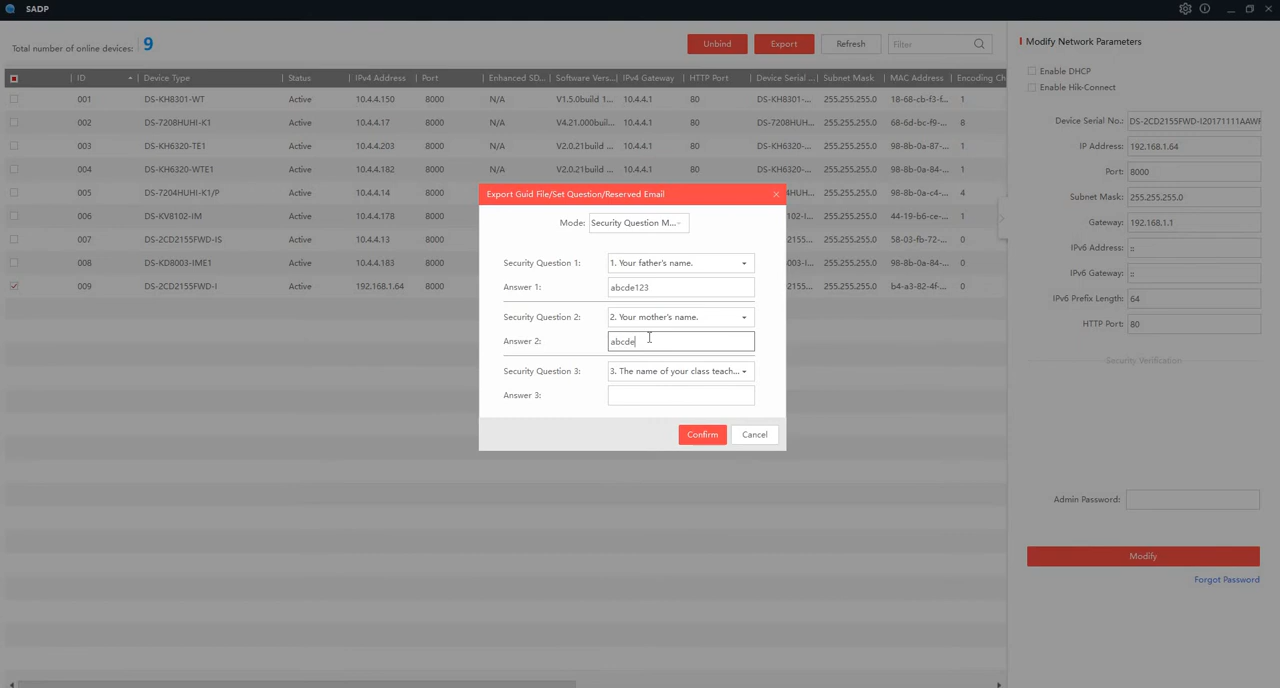 SADP
Total number of online devices: 9
Unbind Export Refresh Filter
ID Device Type Status IPv4 Address Port Enhanced SD... Software Vers... IPv4 Gateway HTTP Port Device Serial ... Subnet Mask MAC Address Encoding Ch
001 DS-KH8301-WT Active 10.4.4.150 8000 N/A V1.5.0build 1... 10.4.4.1 80 DS-KH8301-... 255.255.255.0 18-68-cb-f3-f... 1
002 DS-7208HUHI-K1 Active 10.4.4.17 8000 N/A V4.21.000buil... 10.4.4.1 80 DS-7208HUH... 255.255.255.0 68-6d-bc-f9-... 8
003 DS-KH6320-TE1 Active 10.4.4.203 8000 N/A V2.0.21build ... 10.4.4.1 80 DS-KH6320-... 255.255.255.0 98-8b-0a-87-... 1
004 DS-KH6320-WTE1 Active 10.4.4.182 8000 N/A V2.0.21build ... 10.4.4.1 80 DS-KH6320-... 255.255.255.0 98-8b-0a-c4-... 1
005 DS-7204HUHI-K1/P Active 10.4.4.14 8000 204HUH... 255.255.255.0 98-8b-0a-c4-... 4
006 DS-KV8102-IM Active 10.4.4.178 8000 8102-I... 255.255.255.0 44-19-b6-ce-... 1
007 DS-2CD2155FWD-IS Active 10.4.4.13 8000 2155... 255.255.255.0 58-03-fb-72-... 0
008 DS-KD8003-IME1 Active 10.4.4.183 8000 8003-I... 255.255.255.0 98-8b-0a-84-... 0
009 DS-2CD2155FWD-I Active 192.168.1.64 8000 2155... 255.255.255.0 b4-a3-82-4f-... 0
Export Guid File/Set Question/Reserved Email
Mode: Security Question M...
Security Question 1: 1. Your father's name.
Answer 1: abcde123
Security Question 2: 2. Your mother's name.
Answer 2: abcde
Security Question 3: 3. The name of your class teach...
Answer 3:
Confirm Cancel
Modify Network Parameters
Enable DHCP
Enable Hik-Connect
Device Serial No.: DS-2CD2155FWD-I20171111AAWR
IP Address: 192.168.1.64
Port: 8000
Subnet Mask: 255.255.255.0
Gateway: 192.168.1.1
IPv6 Address: ::
IPv6 Gateway: ::
IPv6 Prefix Length: 64
HTTP Port: 80
Security Verification
Admin Password:
Modify
Forgot Password